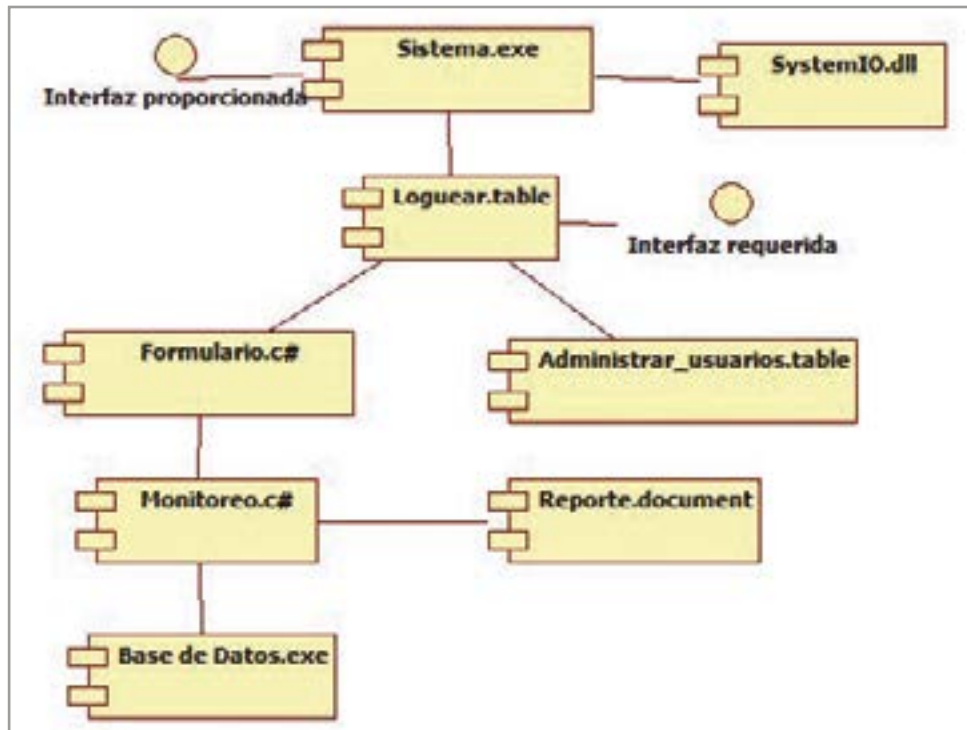 Sistema.exe
SystemIO.dll
Interfaz proporcionada
Loguear.table
Interfaz requerida
Formulario.c#
Administrar_usuarios.table
Monitoreo.c#
Reporte.document
Base de Datos.exe